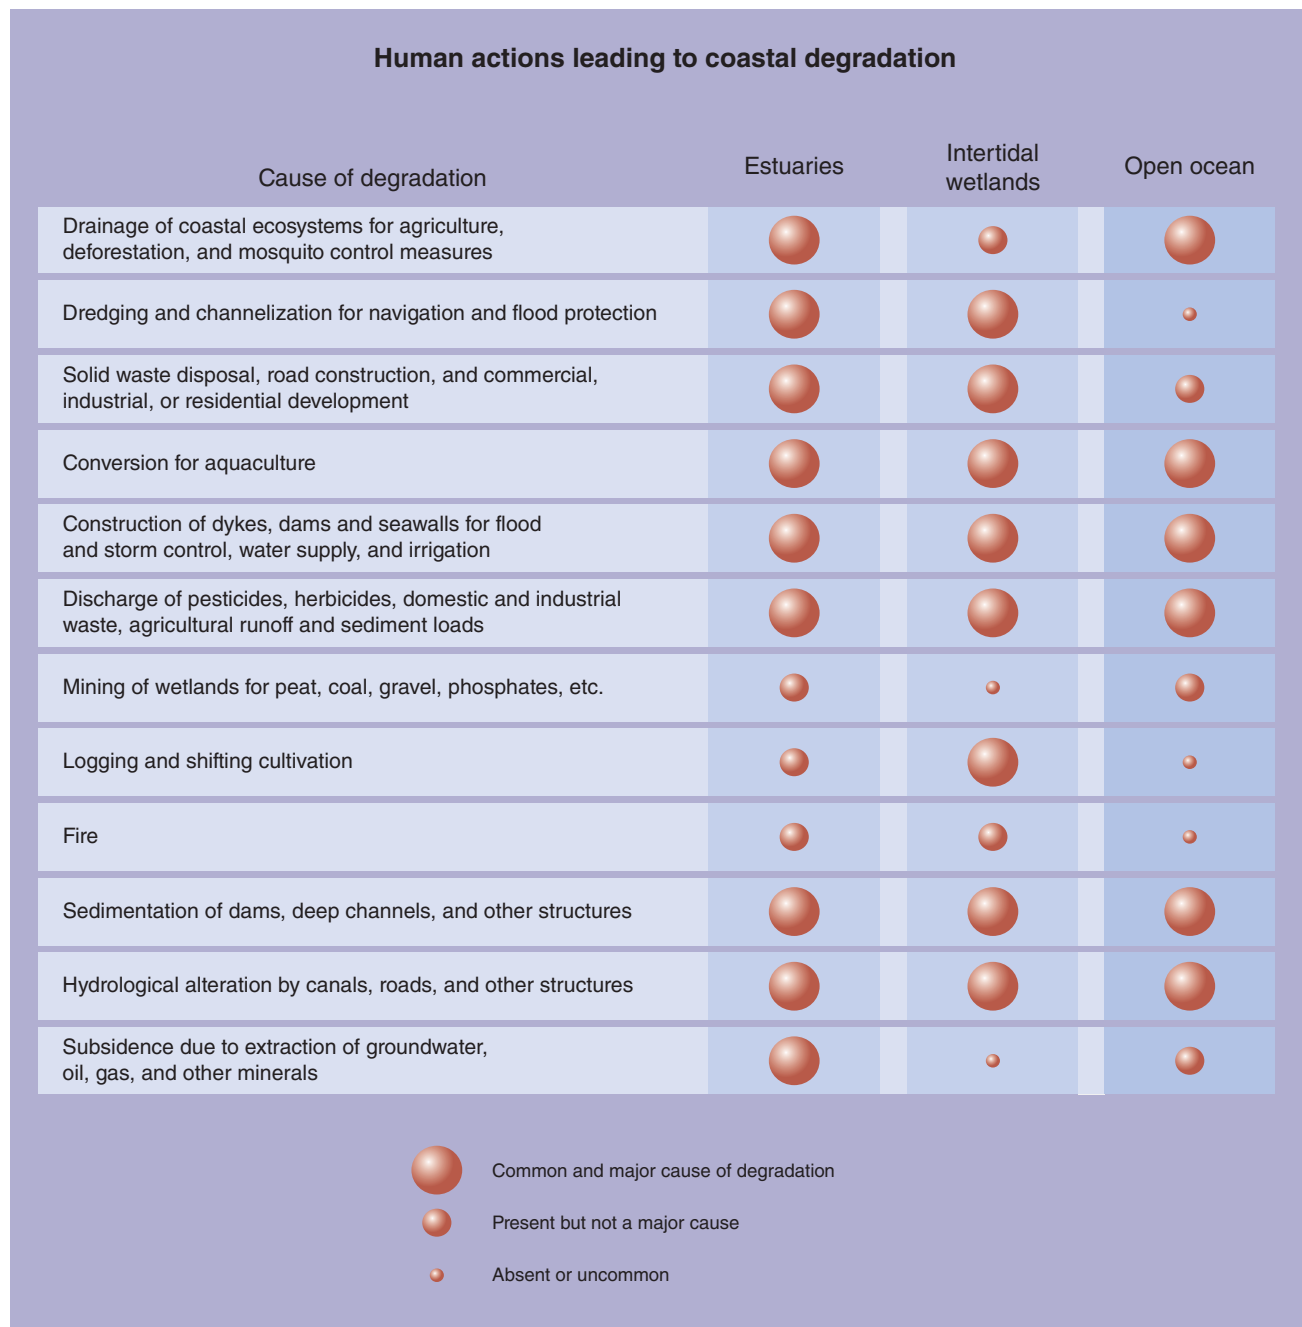 Human actions leading to coastal degradation
Cause of degradation
Estuaries
Intertidal
wetlands
Open ocean
Drainage of coastal ecosystems for agriculture,
deforestation, and mosquito control measures
Dredging and channelization for navigation and flood protection
Solid waste disposal, road construction, and commercial,
industrial, or residential development
Conversion for aquaculture
Construction of dykes, dams and seawalls for flood
and storm control, water supply, and irrigation
Discharge of pesticides, herbicides, domestic and industrial
waste, agricultural runoff and sediment loads
Mining of wetlands for peat, coal, gravel, phosphates, etc.
Logging and shifting cultivation
Fire
Sedimentation of dams, deep channels, and other structures
Hydrological alteration by canals, roads, and other structures
Subsidence due to extraction of groundwater,
oil, gas, and other minerals
Common and major cause of degradation
Present but not a major cause
Absent or uncommon